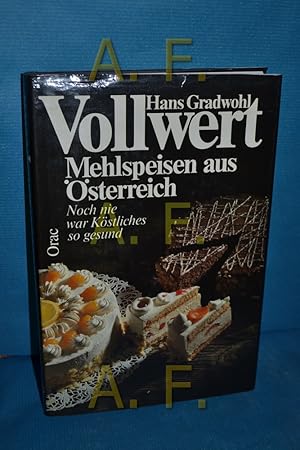 A. F.
Hans Gradwohl
Vollwert
Mehlspeisen aus
Österreich
Noch nie
war Köstliches
so gesund
Orac
A. F.
A. F.